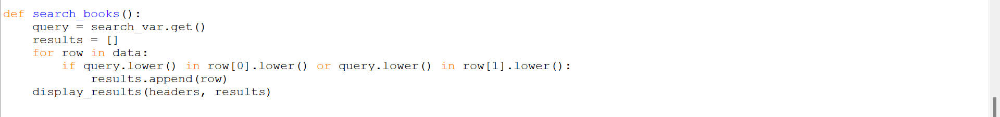 def search_books():
    query = search_var.get()
    results = []
    for row in data:
        if query.lower() in row[0].lower() or query.lower() in row[1].lower():
            results.append(row)
    display_results(headers, results)